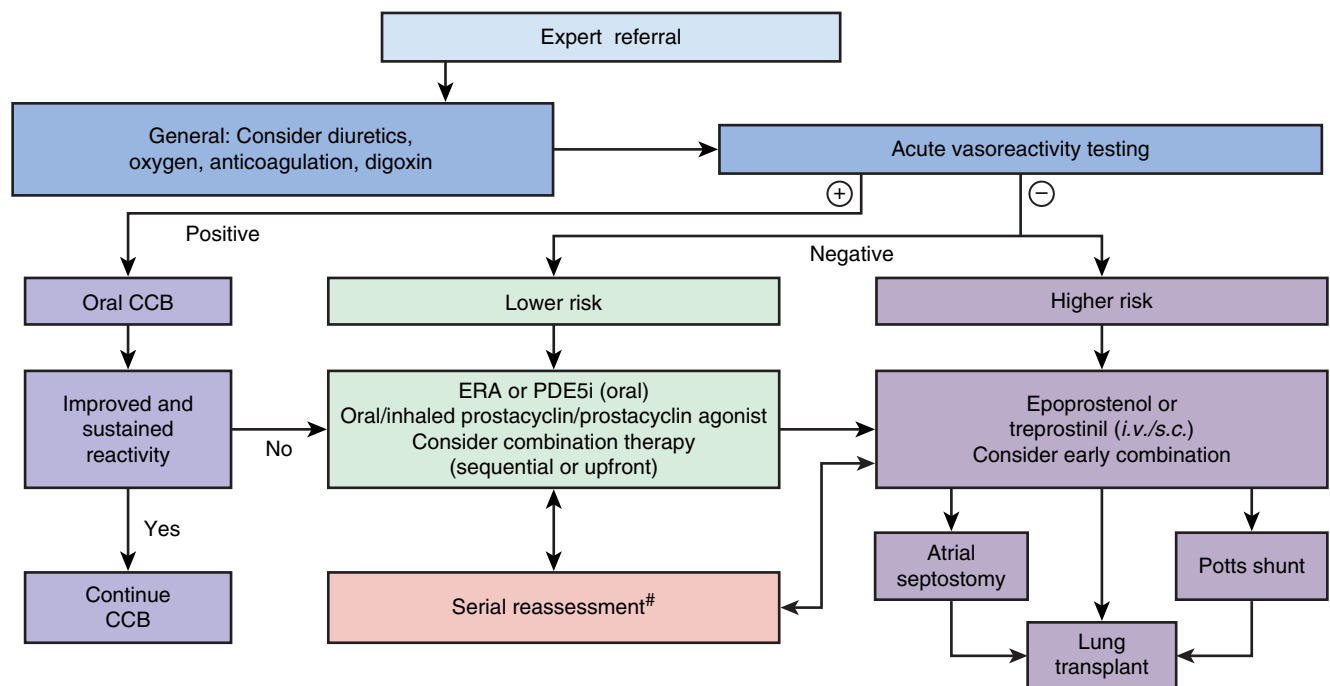 Expert referral
General: Consider diuretics,
oxygen, anticoagulation, digoxin
Acute vasoreactivity testing
+
−
Positive
Negative
Oral CCB
Lower risk
Higher risk
Improved and
sustained
reactivity
No
ERA or PDE5i (oral)
Oral/inhaled prostacyclin/prostacyclin agonist
Consider combination therapy
(sequential or upfront)
Epoprostenol or
treprostinil (i.v./s.c.)
Consider early combination
Yes
Atrial
septostomy
Potts shunt
Continue
CCB
Serial reassessment#
Lung
transplant